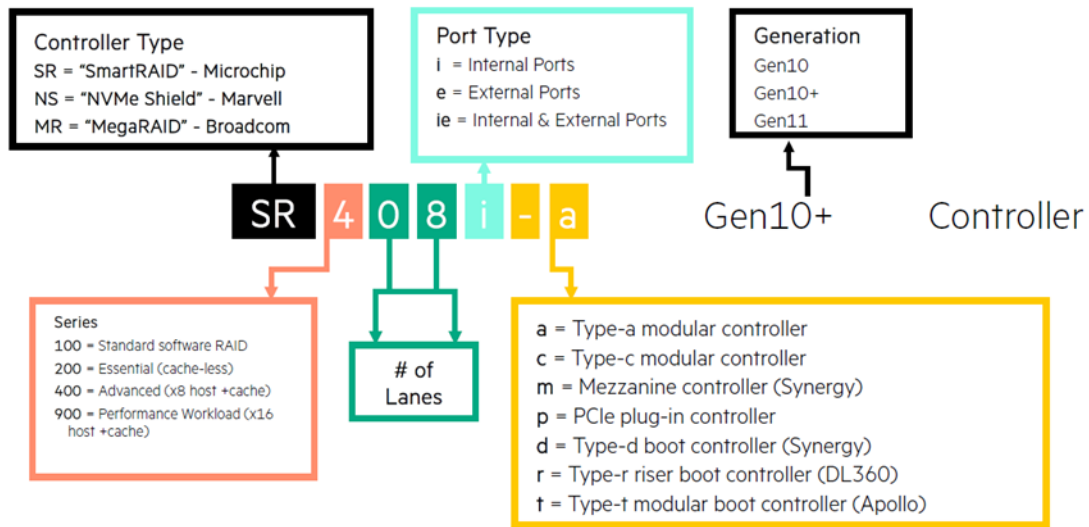 Controller Type
SR = “SmartRAID” - Microchip
NS = “NVMe Shield” - Marvell
MR = “MegaRAID” - Broadcom
Port Type
i = Internal Ports
e = External Ports
ie = Internal & External Ports
Generation
Gen10
Gen10+
Gen11
SR 4 0 8 i - a
Gen10+ Controller
Series
100 = Standard software RAID
200 = Essential (cache-less)
400 = Advanced (x8 host +cache)
900 = Performance Workload (x16
host +cache)
# of
Lanes
a = Type-a modular controller
c = Type-c modular controller
m = Mezzanine controller (Synergy)
p = PCIe plug-in controller
d = Type-d boot controller (Synergy)
r = Type-r riser boot controller (DL360)
t = Type-t modular boot controller (Apollo)